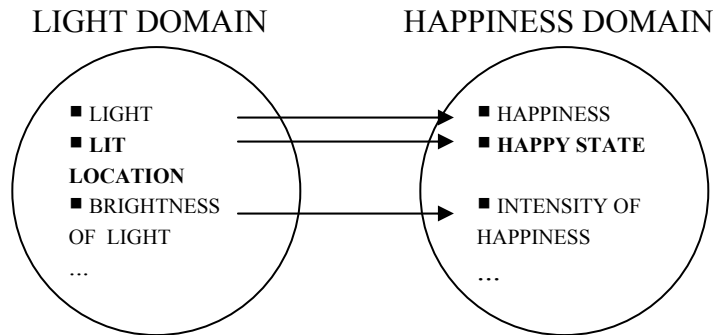 LIGHT DOMAIN
HAPPINESS DOMAIN
■ LIGHT
■ LIT
LOCATION
■ BRIGHTNESS
OF LIGHT
...
■ HAPPINESS
■ HAPPY STATE
■ INTENSITY OF
HAPPINESS
...